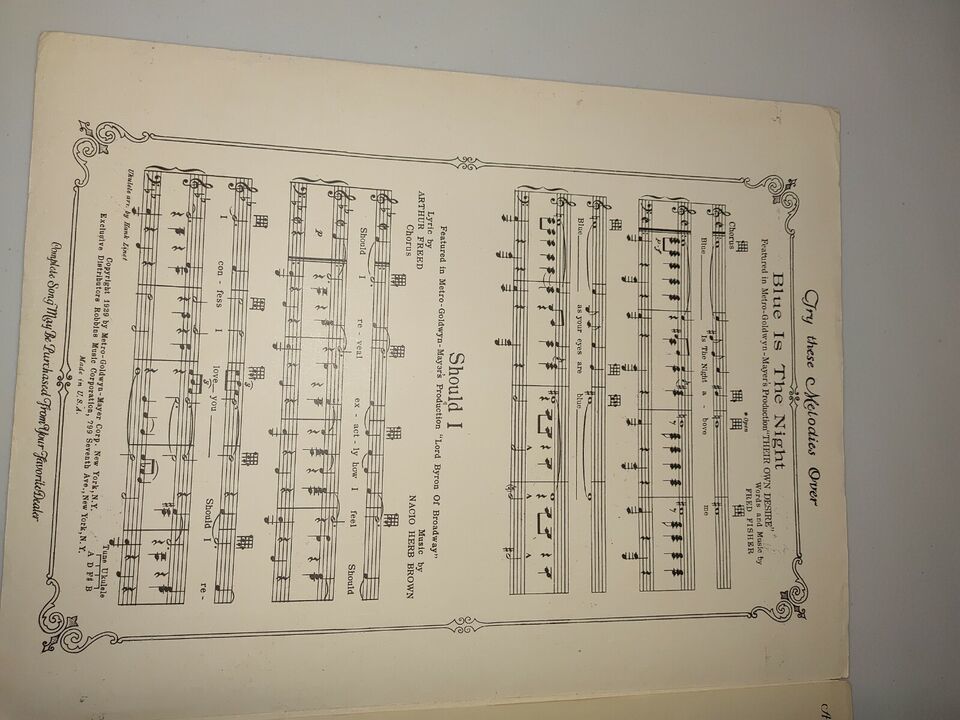 Try these Melodies Over
Blue Is The Night
Featured in Metro-Goldwyn-Mayer's Production "THEIR OWN DESIRE"
Words and Music by
FRED FISHER
Chorus
* Open
Blue Is The Night a - bove me
Blue as your eyes are blue
Should I
Featured in Metro-Goldwyn-Mayer's Production "Lord Byron Of Broadway"
Lyric by
ARTHUR FREED
Music by
NACIO HERB BROWN
Chorus
Should I re - veal ex - act - ly how I feel Should
p
I con - fess I love you Should I re -
3
3
Ukulele arr. by Hank Linet
Tune Ukulele
A D F# B
Copyright 1929 by Metro-Goldwyn-Mayer Corp. New York, N.Y.
Exclusive Distributors Robbins Music Corporation, 799 Seventh Ave., New York, N.Y.
Made in U.S.A.
Complete Song May Be Purchased From Your Favorite Dealer